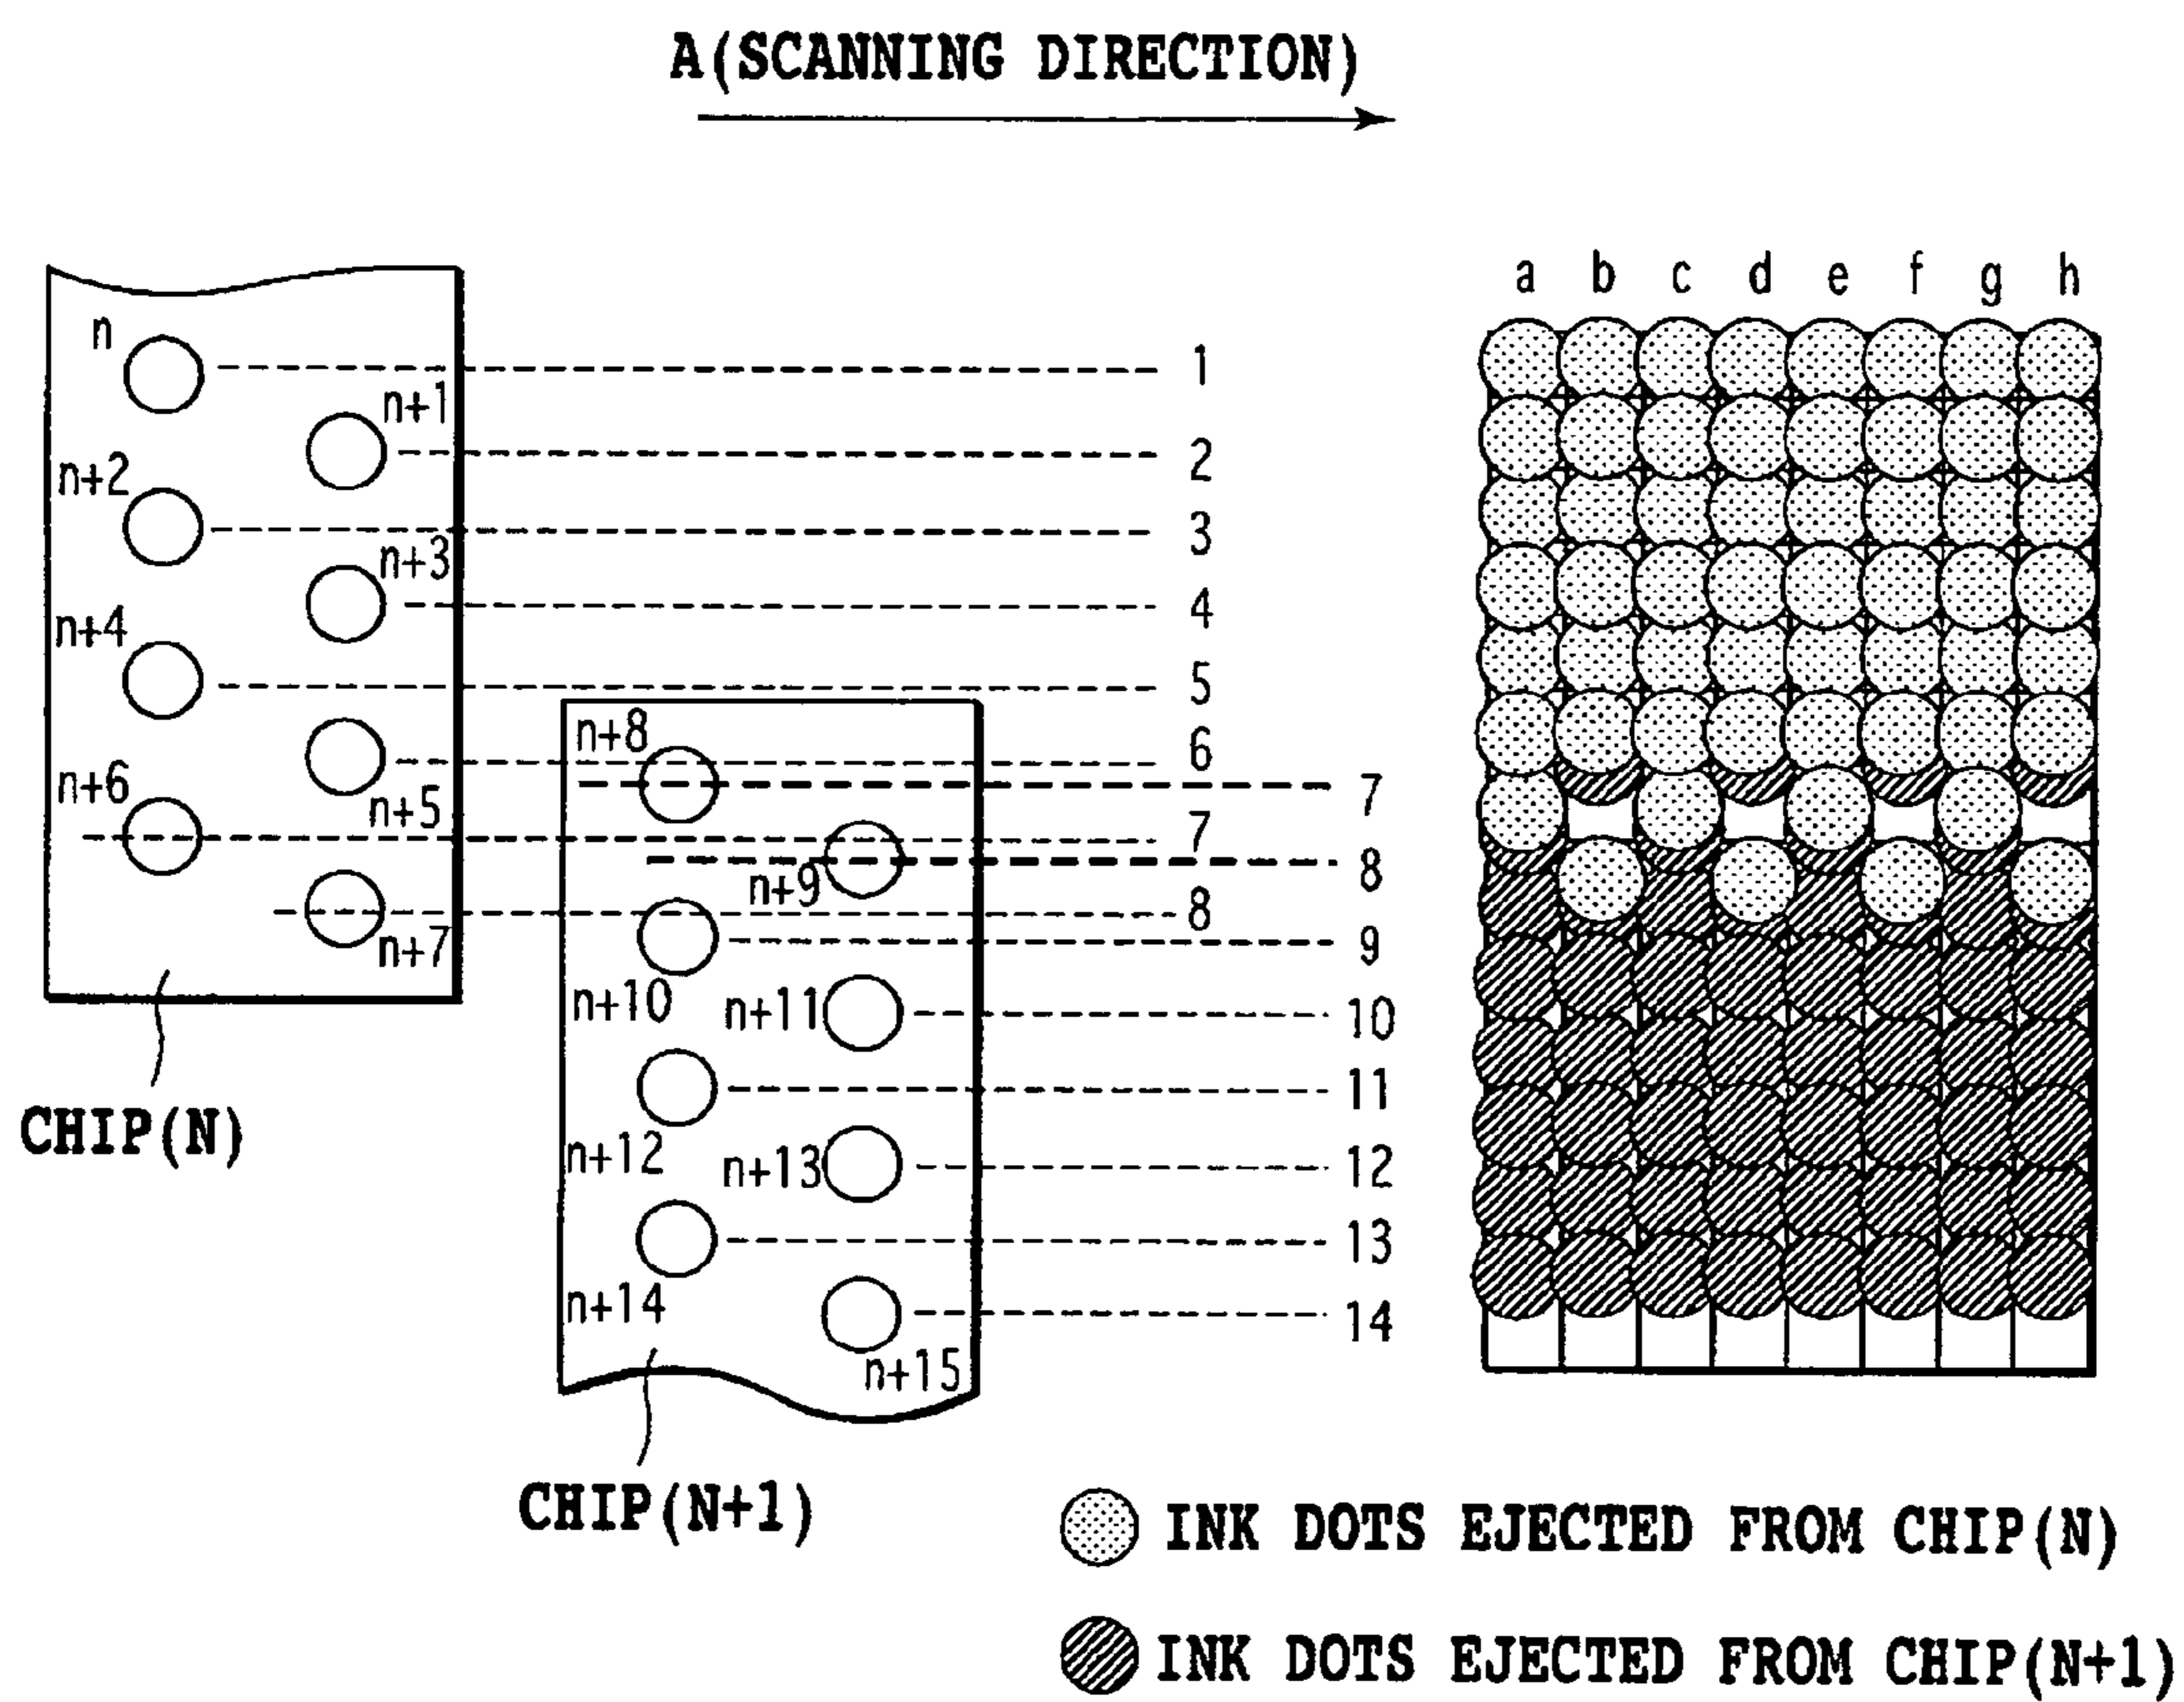 A(SCANNING DIRECTION)
a b c d e f g h
n
1
n+1
n+2
2
3
n+3
n+4
4
5
n+8
6
n+6
7
n+5
7
n+9
8
n+7
8
9
n+10
n+11
10
11
CHIP(N)
n+12
n+13
12
13
n+14
14
n+15
CHIP(N+1)
INK DOTS EJECTED FROM CHIP(N)
INK DOTS EJECTED FROM CHIP(N+1)